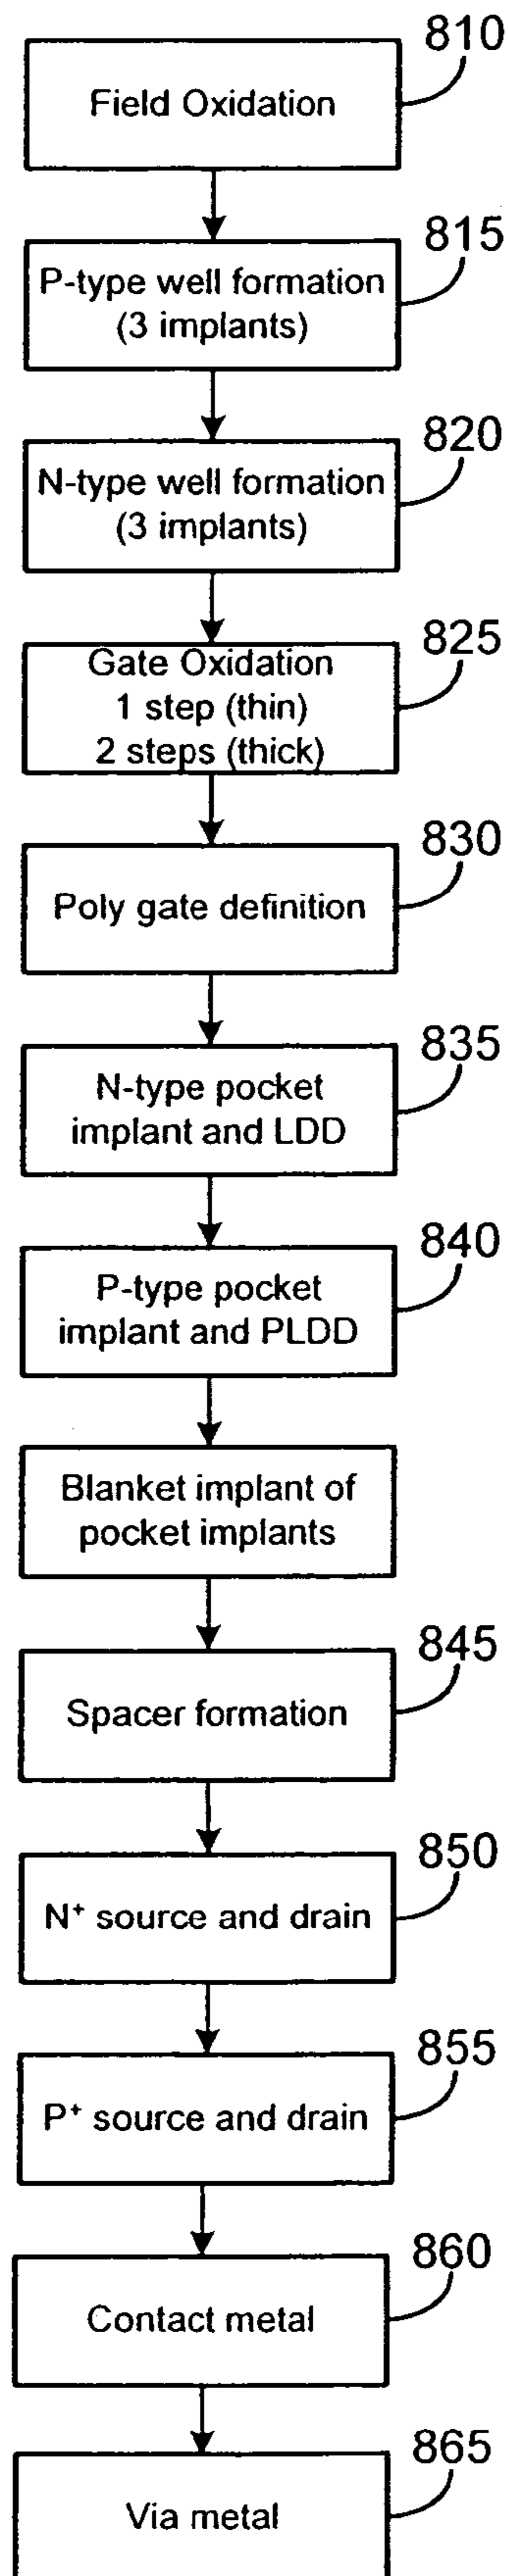 810
Field Oxidation
815
P-type well formation
(3 implants)
820
N-type well formation
(3 implants)
825
Gate Oxidation
1 step (thin)
2 steps (thick)
830
Poly gate definition
835
N-type pocket
implant and LDD
840
P-type pocket
implant and PLDD
Blanket implant of
pocket implants
845
Spacer formation
850
N⁺ source and drain
855
P⁺ source and drain
860
Contact metal
865
Via metal